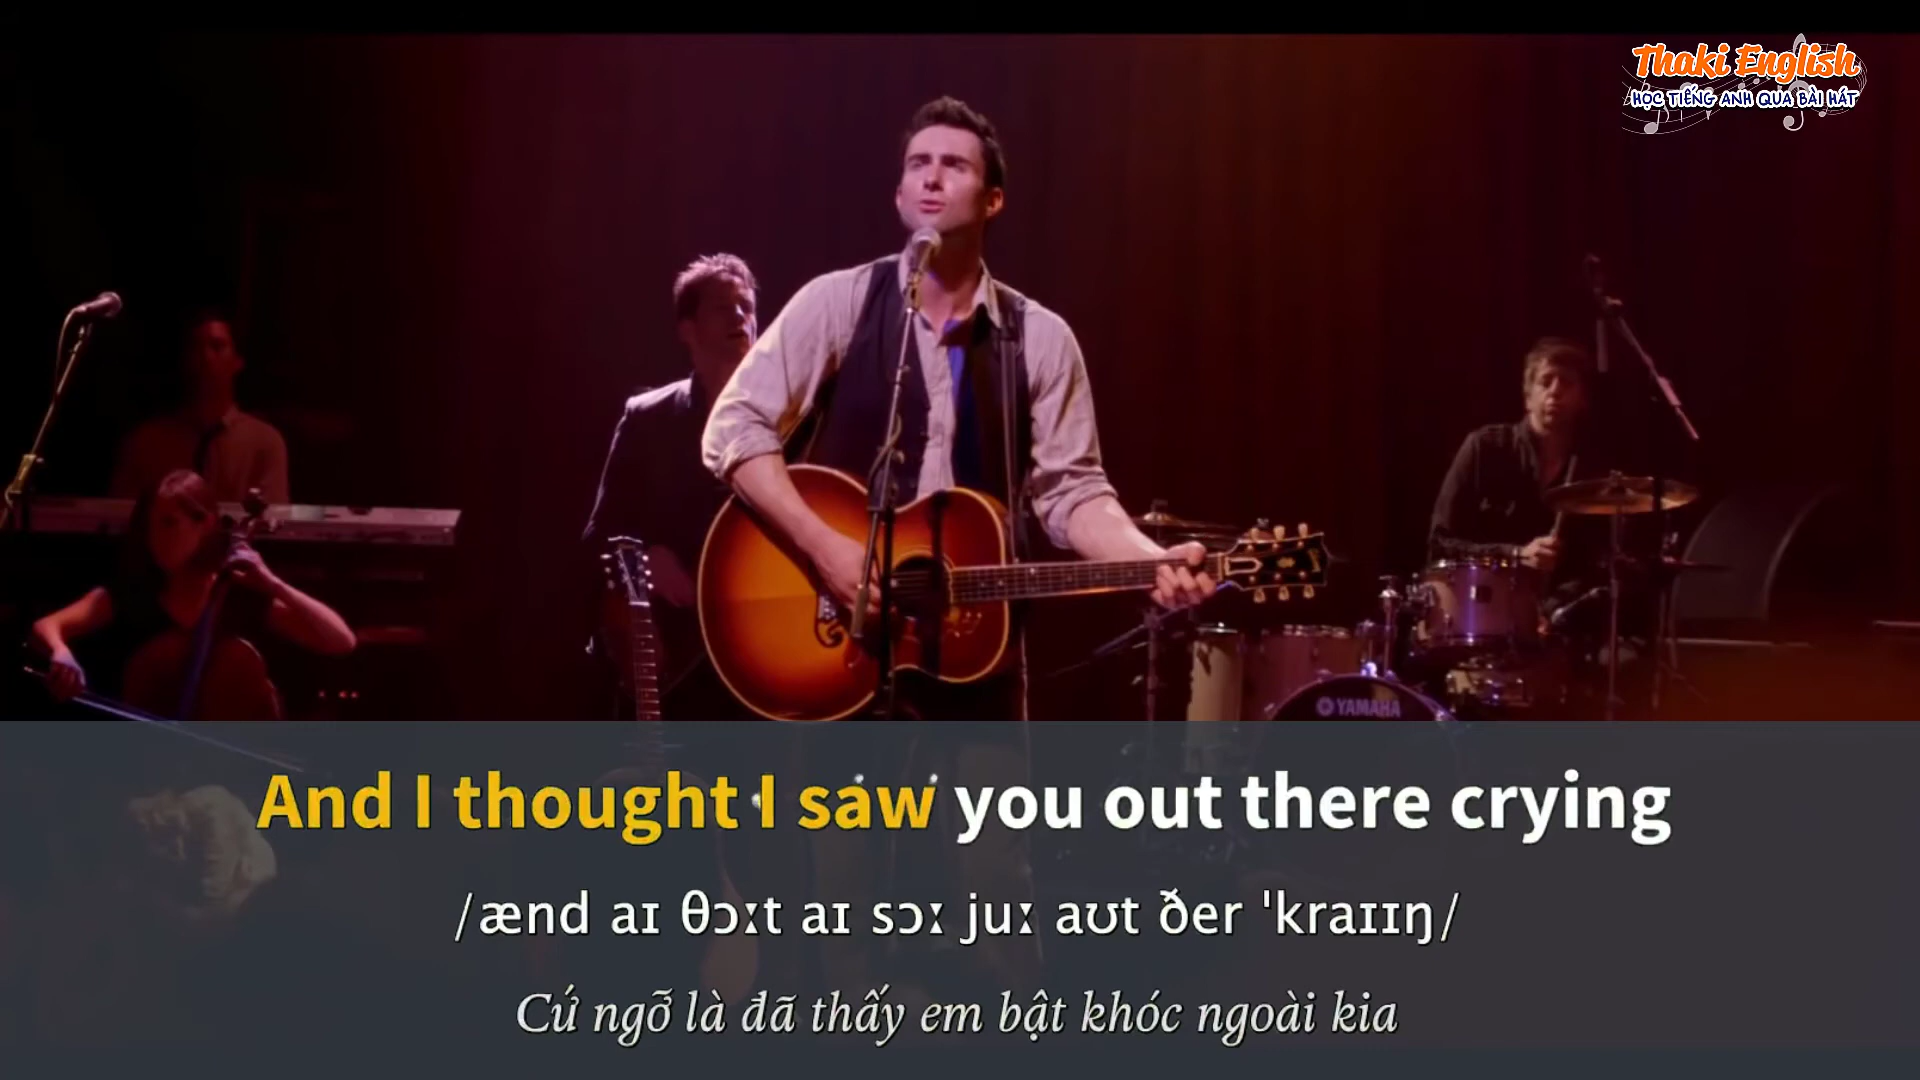 Thaki English
HỌC TIẾNG ANH QUA BÀI HÁT
YAMAHA
And I thought I saw you out there crying
/ænd aɪ θɔːt aɪ sɔː juː aʊt ðer ˈkraɪɪŋ/
Cứ ngỡ là đã thấy em bật khóc ngoài kia